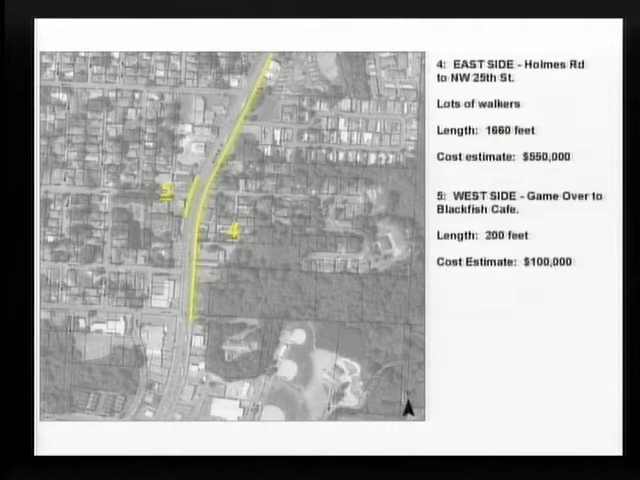 4: EAST SIDE - Holmes Rd
to NW 25th St.
Lots of walkers
Length: 1660 feet
Cost estimate: $550,000
5: WEST SIDE - Game Over to
Blackfish Cafe.
Length: 200 feet
Cost Estimate: $100,000
5
4